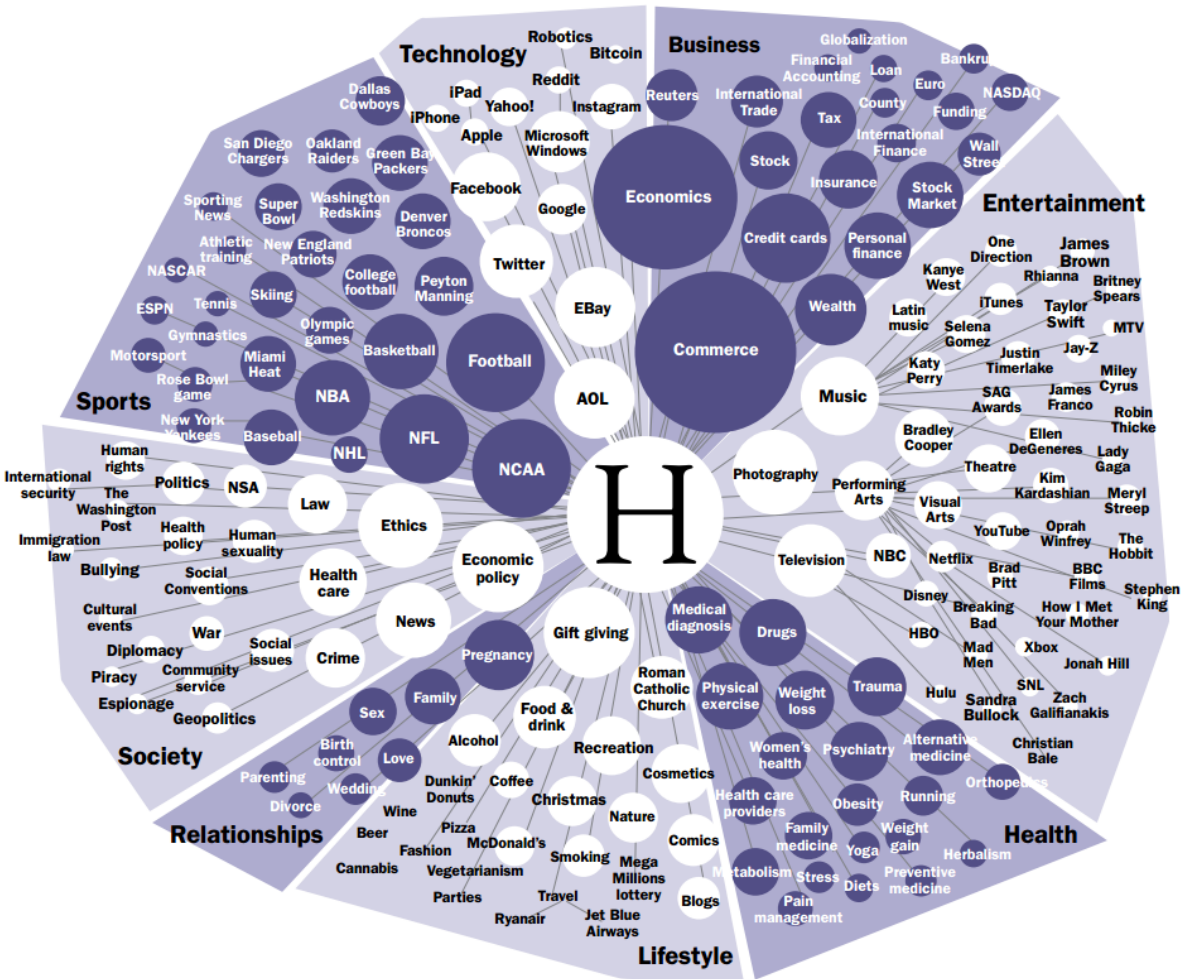 Technology
Robotics
Bitcoin
iPad
Reddit
iPhone
Yahoo!
Instagram
Apple
Microsoft
Windows
Facebook
Google
Twitter
EBay
AOL
Business
Globalization
Financial
Accounting
Loan
Bankru
Reuters
International
Trade
Euro
NASDAQ
Tax
County
Funding
International
Finance
Wall
Stree
Stock
Insurance
Economics
Stock
Market
Credit cards
Personal
finance
Wealth
Commerce
Entertainment
One
Direction
James
Brown
Kanye
West
Rhianna
Britney
Spears
Latin
music
iTunes
Taylor
Swift
Selena
Gomez
MTV
Katy
Perry
Justin
Timerlake
Jay-Z
Miley
Cyrus
Music
SAG
Awards
James
Franco
Robin
Thicke
Bradley
Cooper
Ellen
DeGeneres
Lady
Gaga
Photography
Performing
Arts
Theatre
Kim
Kardashian
Meryl
Streep
Visual
Arts
YouTube
Oprah
Winfrey
The
Hobbit
Television
NBC
Netflix
Brad
Pitt
BBC
Films
Stephen
King
Disney
Breaking
Bad
How I Met
Your Mother
HBO
Mad
Men
Xbox
Jonah Hill
Hulu
SNL
Sandra
Bullock
Zach
Galifianakis
Christian
Bale
Sports
Dallas
Cowboys
San Diego
Chargers
Oakland
Raiders
Green Bay
Packers
Sporting
News
Super
Bowl
Washington
Redskins
Denver
Broncos
Athletic
training
New England
Patriots
NASCAR
Skiing
College
football
Peyton
Manning
ESPN
Tennis
Gymnastics
Olympic
games
Motorsport
Miami
Heat
Basketball
Football
Rose Bowl
game
NBA
New York
Yankees
Baseball
NHL
NFL
NCAA
H
Society
Human
rights
International
security
Politics
NSA
The
Washington
Post
Law
Ethics
Immigration
law
Health
policy
Human
sexuality
Bullying
Social
Conventions
Health
care
Economic
policy
Cultural
events
War
News
Diplomacy
Social
issues
Crime
Piracy
Community
service
Espionage
Geopolitics
Relationships
Pregnancy
Family
Sex
Birth
control
Love
Parenting
Wedding
Divorce
Lifestyle
Gift giving
Roman
Catholic
Church
Food &
drink
Alcohol
Recreation
Cosmetics
Dunkin’
Donuts
Coffee
Christmas
Wine
Nature
Beer
Pizza
McDonald’s
Comics
Fashion
Smoking
Cannabis
Vegetarianism
Mega
Millions
lottery
Parties
Travel
Blogs
Ryanair
Jet Blue
Airways
Health
Medical
diagnosis
Drugs
Physical
exercise
Weight
loss
Trauma
Women’s
health
Psychiatry
Alternative
medicine
Health care
providers
Obesity
Running
Orthopedics
Family
medicine
Yoga
Weight
gain
Herbalism
Metabolism
Stress
Diets
Preventive
medicine
Pain
management